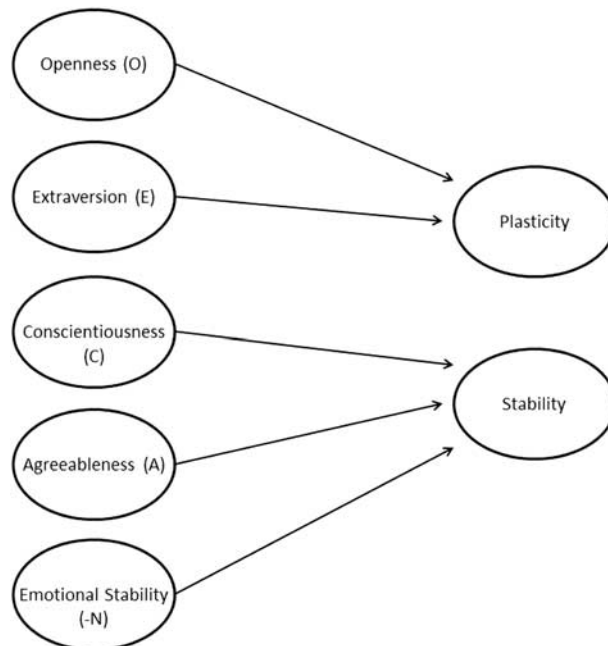 Openness (O)
Extraversion (E)
Plasticity
Conscientiousness
(C)
Stability
Agreeableness (A)
Emotional Stability
(-N)